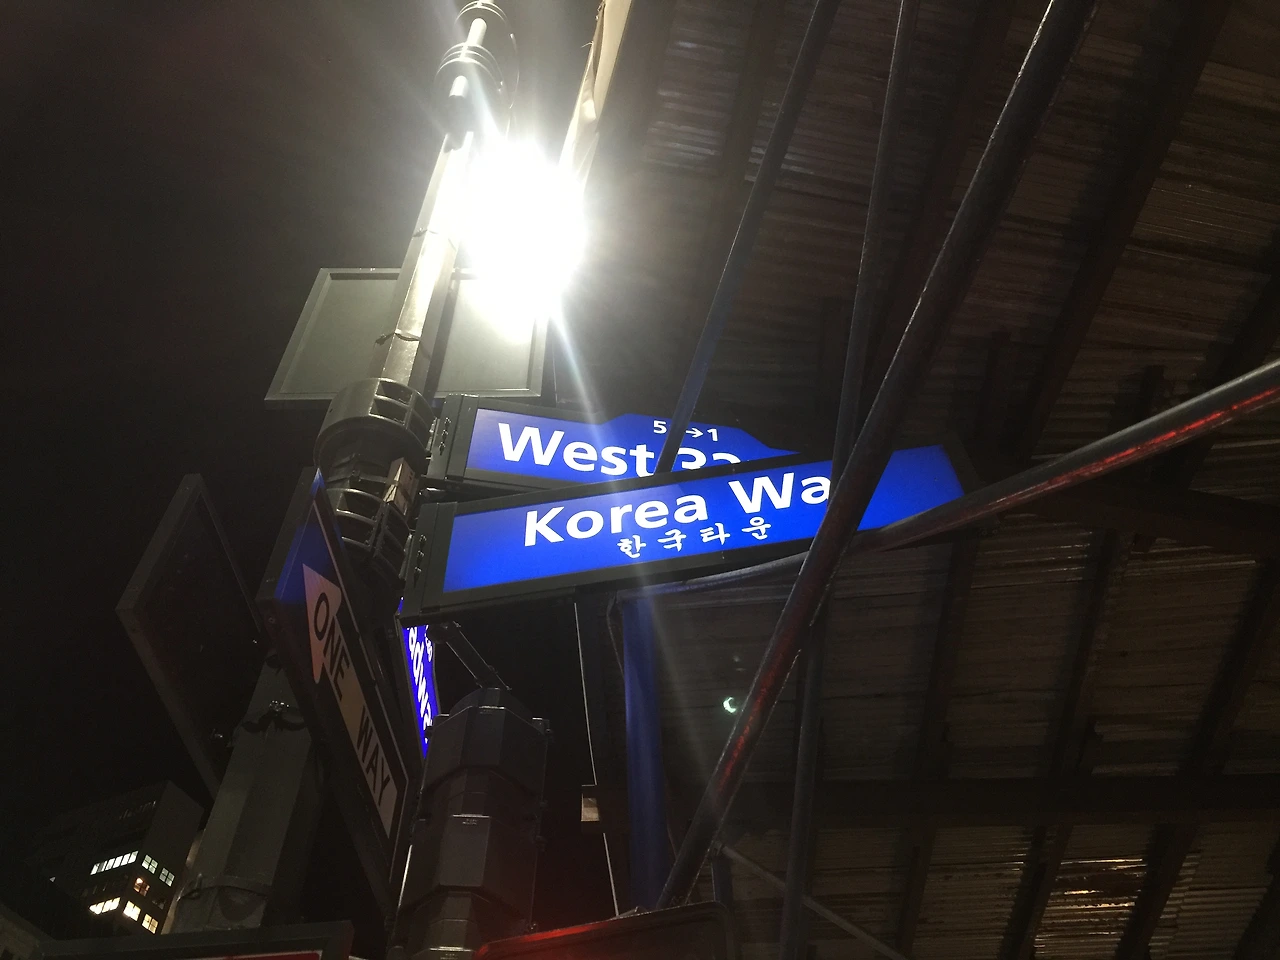 5 →1
West
Korea Wa
한국타운
ONE WAY